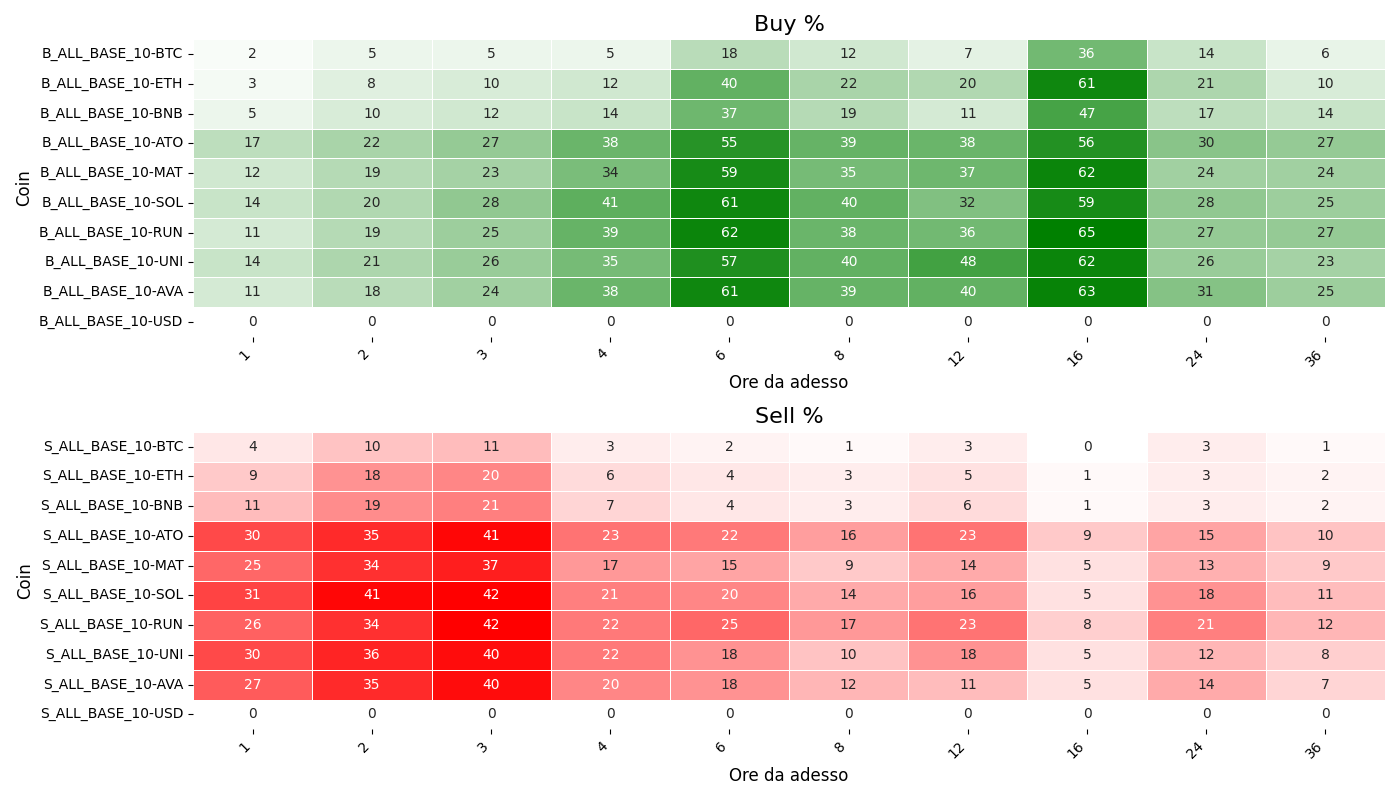 Buy %
Coin
B_ALL_BASE_10-BTC 2 5 5 5 18 12 7 36 14 6
B_ALL_BASE_10-ETH 3 8 10 12 40 22 20 61 21 10
B_ALL_BASE_10-BNB 5 10 12 14 37 19 11 47 17 14
B_ALL_BASE_10-ATO 17 22 27 38 55 39 38 56 30 27
B_ALL_BASE_10-MAT 12 19 23 34 59 35 37 62 24 24
B_ALL_BASE_10-SOL 14 20 28 41 61 40 32 59 28 25
B_ALL_BASE_10-RUN 11 19 25 39 62 38 36 65 27 27
B_ALL_BASE_10-UNI 14 21 26 35 57 40 48 62 26 23
B_ALL_BASE_10-AVA 11 18 24 38 61 39 40 63 31 25
B_ALL_BASE_10-USD 0 0 0 0 0 0 0 0 0 0
1 2 3 4 6 8 12 16 24 36
Ore da adesso
Sell %
Coin
S_ALL_BASE_10-BTC 4 10 11 3 2 1 3 0 3 1
S_ALL_BASE_10-ETH 9 18 20 6 4 3 5 1 3 2
S_ALL_BASE_10-BNB 11 19 21 7 4 3 6 1 3 2
S_ALL_BASE_10-ATO 30 35 41 23 22 16 23 9 15 10
S_ALL_BASE_10-MAT 25 34 37 17 15 9 14 5 13 9
S_ALL_BASE_10-SOL 31 41 42 21 20 14 16 5 18 11
S_ALL_BASE_10-RUN 26 34 42 22 25 17 23 8 21 12
S_ALL_BASE_10-UNI 30 36 40 22 18 10 18 5 12 8
S_ALL_BASE_10-AVA 27 35 40 20 18 12 11 5 14 7
S_ALL_BASE_10-USD 0 0 0 0 0 0 0 0 0 0
1 2 3 4 6 8 12 16 24 36
Ore da adesso